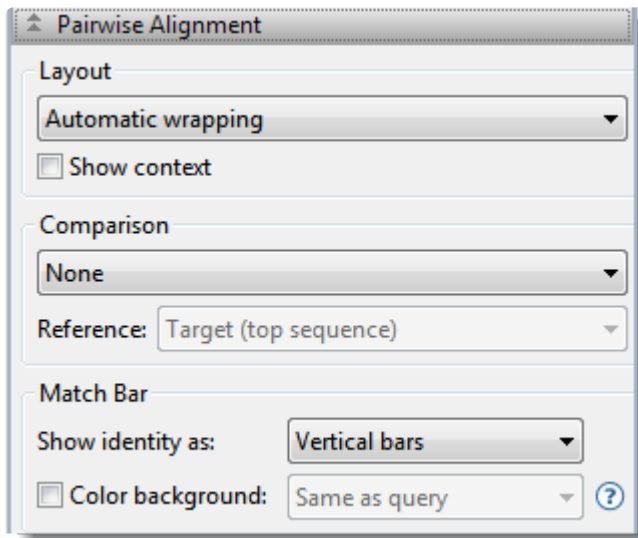 Pairwise Alignment
Layout
Automatic wrapping
Show context
Comparison
None
Reference: Target (top sequence)
Match Bar
Show identity as: Vertical bars
Color background: Same as query ?